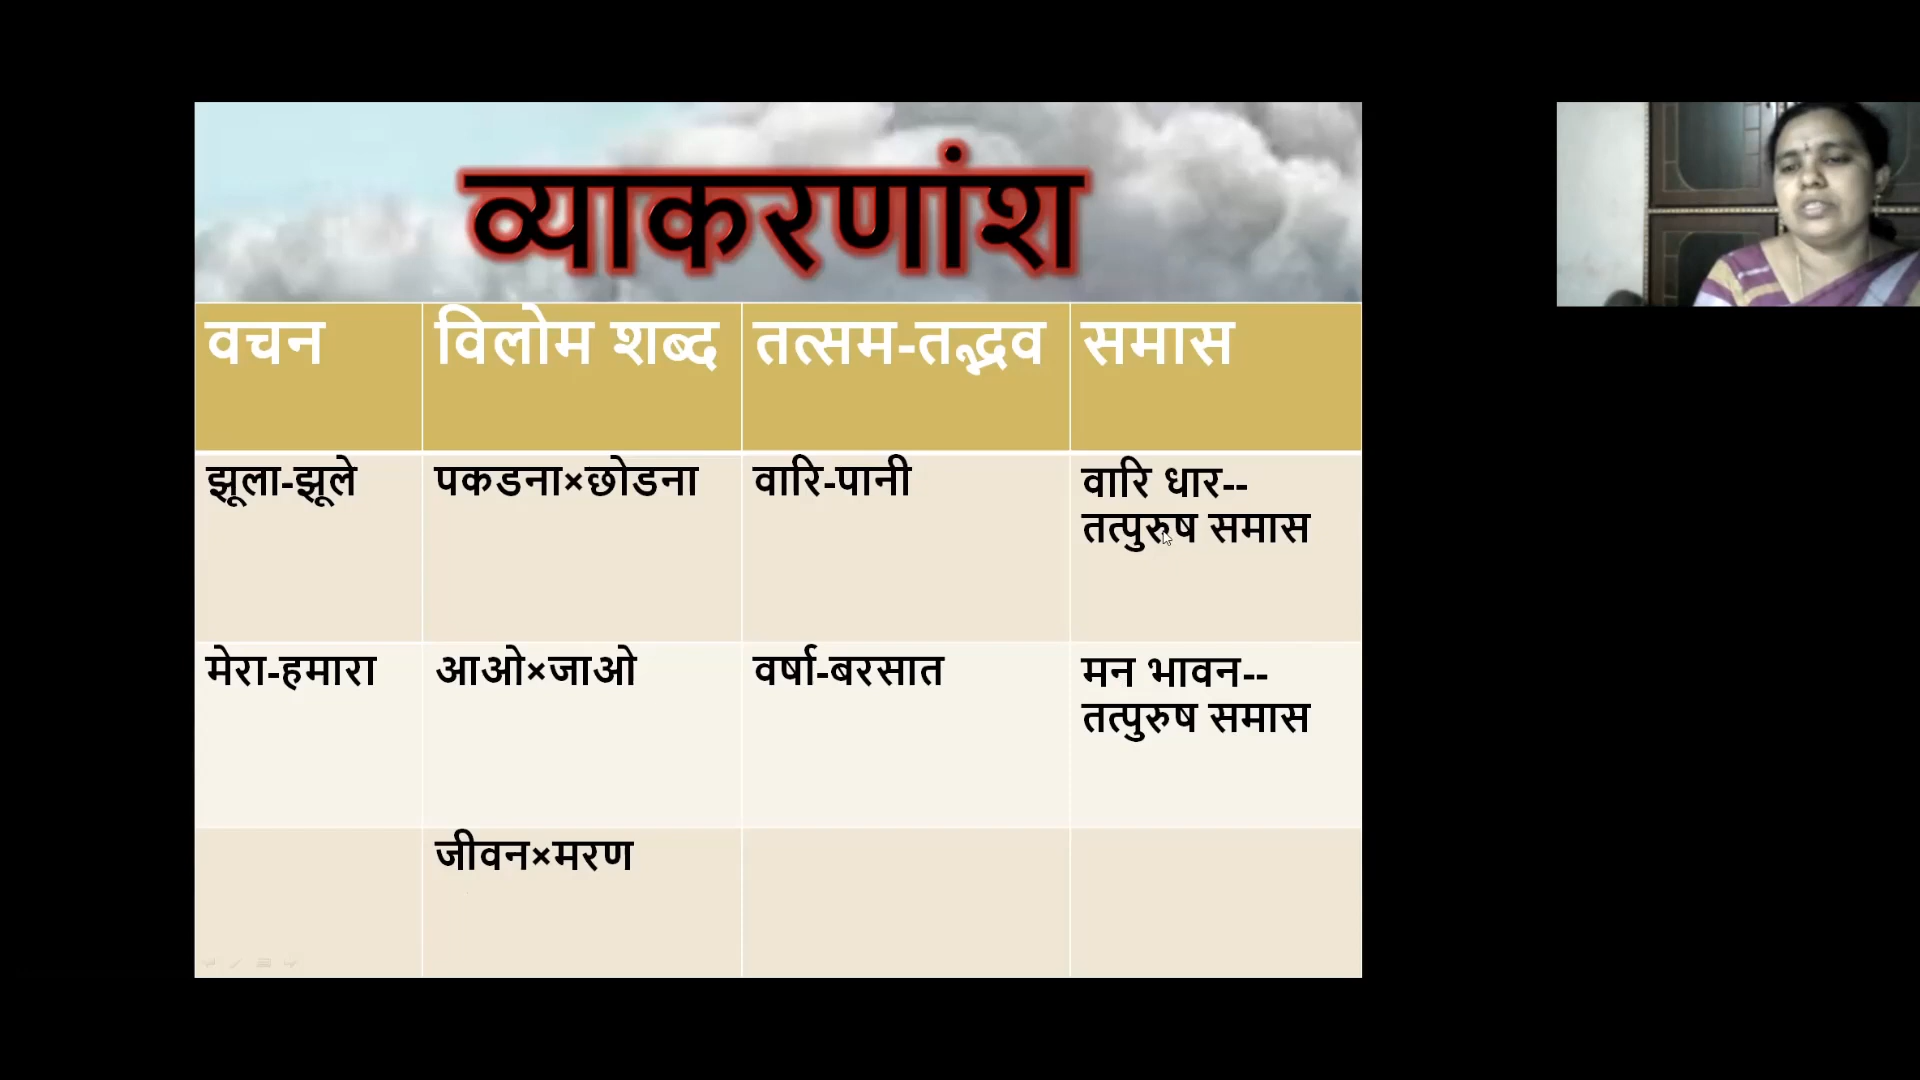 व्याकरणांश
वचन
विलोम शब्द
तत्सम-तद्भव
समास
झूला-झूले
पकडना×छोडना
वारि-पानी
वारि धार--
तत्पुरुष समास
मेरा-हमारा
आओ×जाओ
वर्षा-बरसात
मन भावन--
तत्पुरुष समास
जीवन×मरण